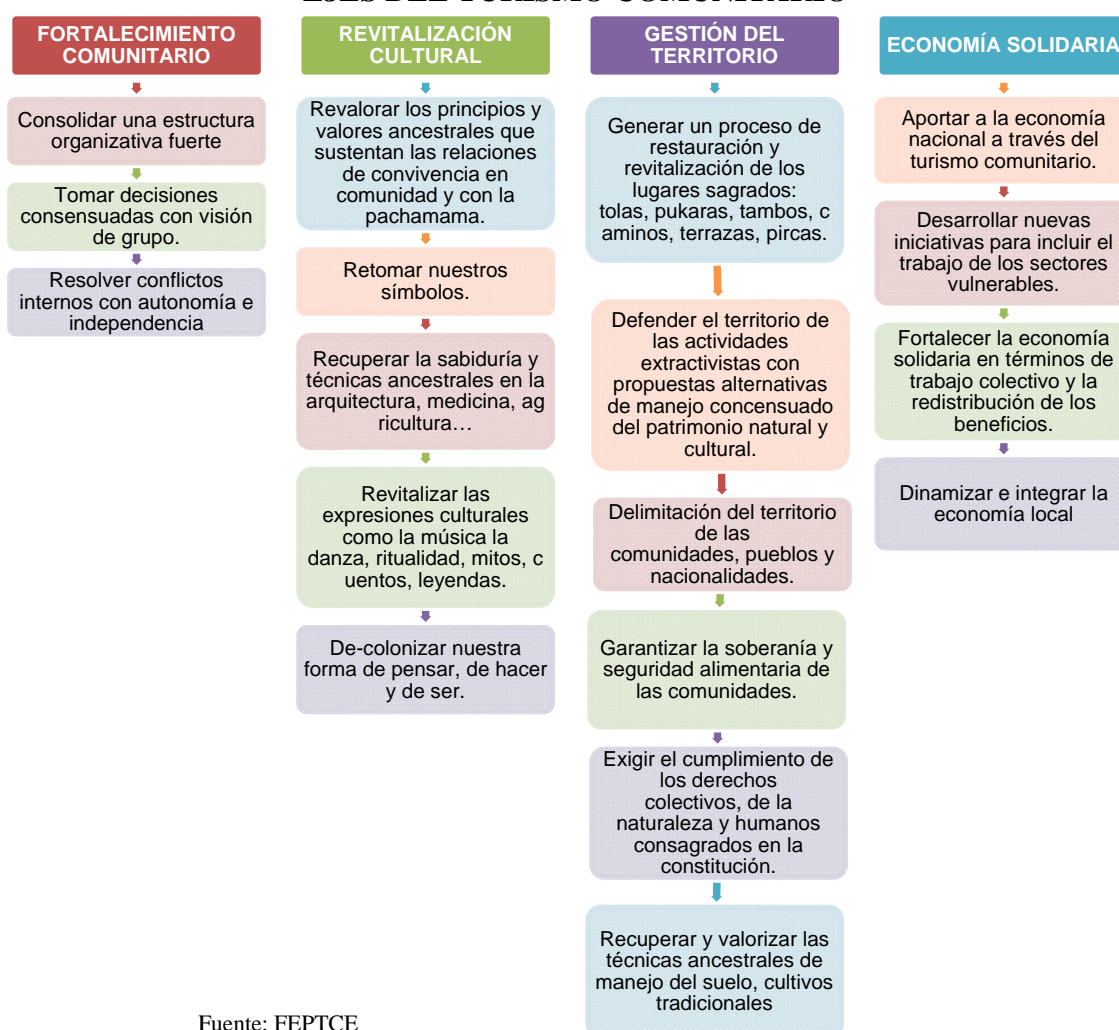 EJES DEL TURISMO COMUNITARIO
FORTALECIMIENTO
COMUNITARIO
Consolidar una estructura
organizativa fuerte
Tomar decisiones
consensuadas con visión
de grupo.
Resolver conflictos
internos con autonomía e
independencia
REVITALIZACIÓN
CULTURAL
Revalorar los principios y
valores ancestrales que
sustentan las relaciones
de convivencia en
comunidad y con la
pachamama.
Retomar nuestros
símbolos.
Recuperar la sabiduría y
técnicas ancestrales en la
arquitectura, medicina, ag
ricultura…
Revitalizar las
expresiones culturales
como la música la
danza, ritualidad, mitos, c
uentos, leyendas.
De-colonizar nuestra
forma de pensar, de hacer
y de ser.
GESTIÓN DEL
TERRITORIO
Generar un proceso de
restauración y
revitalización de los
lugares sagrados:
tolas, pukaras, tambos, c
aminos, terrazas, pircas.
Defender el territorio de
las actividades
extractivistas con
propuestas alternativas
de manejo concensuado
del patrimonio natural y
cultural.
Delimitación del territorio
de las
comunidades, pueblos y
nacionalidades.
Garantizar la soberanía y
seguridad alimentaria de
las comunidades.
Exigir el cumplimiento de
los derechos
colectivos, de la
naturaleza y humanos
consagrados en la
constitución.
Recuperar y valorizar las
técnicas ancestrales de
manejo del suelo, cultivos
tradicionales
ECONOMÍA SOLIDARIA
Aportar a la economía
nacional a través del
turismo comunitario.
Desarrollar nuevas
iniciativas para incluir el
trabajo de los sectores
vulnerables.
Fortalecer la economía
solidaria en términos de
trabajo colectivo y la
redistribución de los
beneficios.
Dinamizar e integrar la
economía local
Fuente: FEPTCE